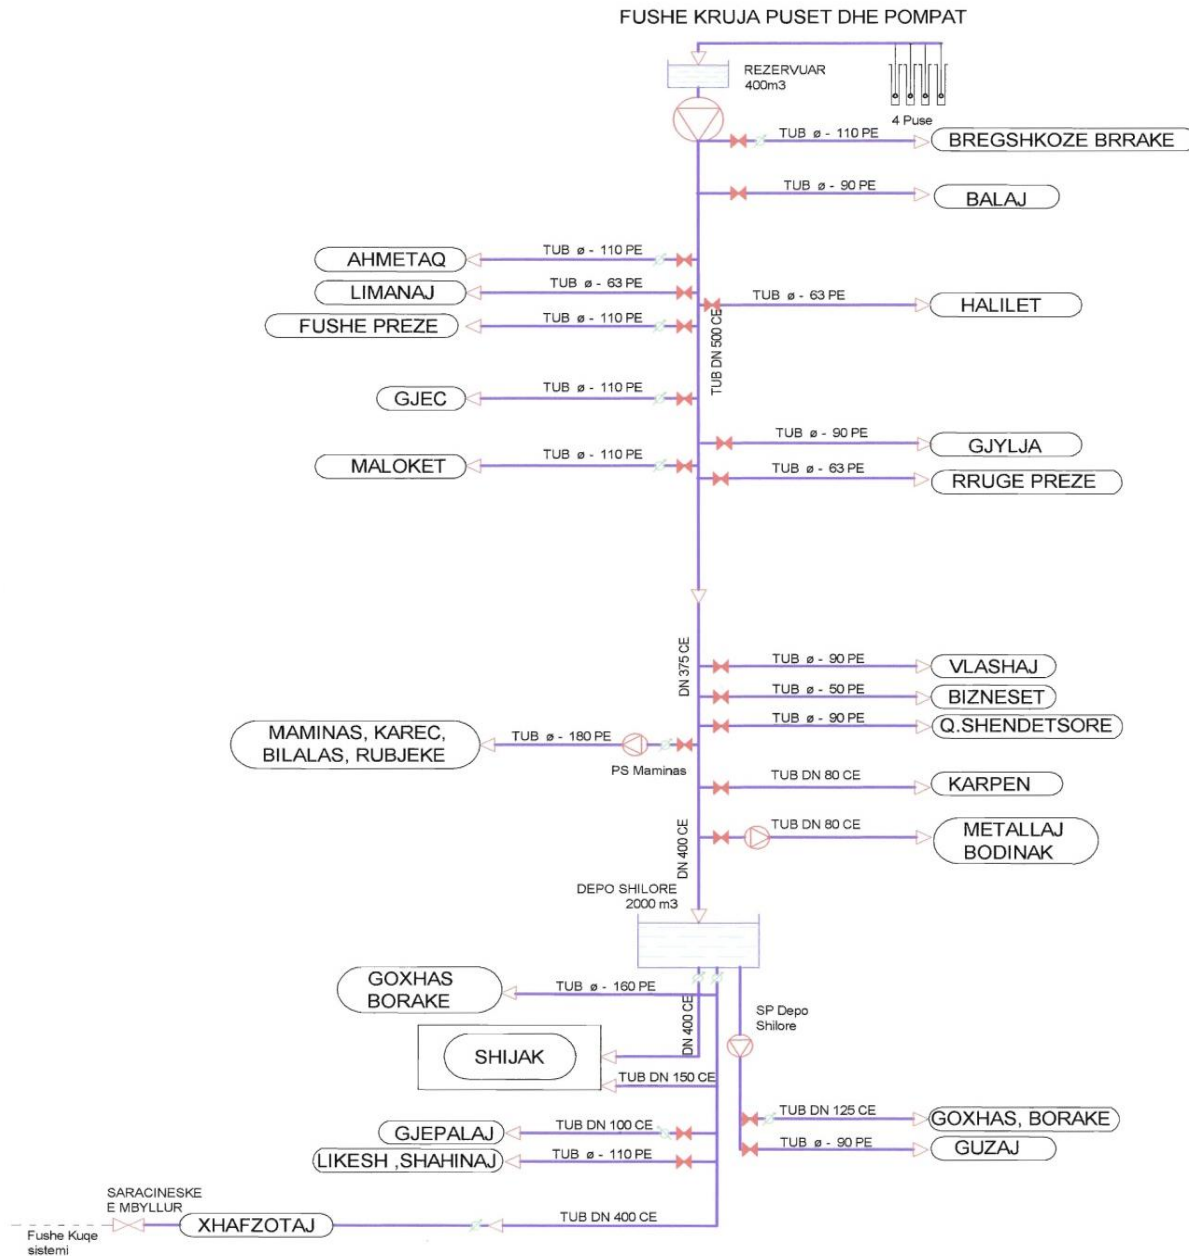 FUSHE KRUJA PUSET DHE POMPAT
REZERVUAR
400m3
4 Puse
TUB ø - 110 PE
BREGSHKOZE BRRAKE
TUB ø - 90 PE
BALAJ
AHMETAQ
TUB ø - 110 PE
LIMANAJ
TUB ø - 63 PE
TUB ø - 63 PE
HALILET
FUSHE PREZE
TUB ø - 110 PE
TUB DN 500 CE
GJEC
TUB ø - 110 PE
TUB ø - 90 PE
GJYLJA
MALOKET
TUB ø - 110 PE
TUB ø - 63 PE
RRUGE PREZE
DN 375 CE
TUB ø - 90 PE
VLASHAJ
TUB ø - 50 PE
BIZNESET
TUB ø - 90 PE
Q.SHENDETSORE
MAMINAS, KAREC,
BILALAS, RUBJEKE
TUB ø - 180 PE
PS Maminas
TUB DN 80 CE
KARPEN
DN 400 CE
TUB DN 80 CE
METALLAJ
BODINAK
DEPO SHILORE
2000 m3
GOXHAS
BORAKE
TUB ø - 160 PE
DN 400 CE
SP Depo
Shilore
SHIJAK
TUB DN 150 CE
TUB DN 125 CE
GOXHAS, BORAKE
GJEPALAJ
TUB DN 100 CE
TUB ø - 90 PE
GUZAJ
LIKESH ,SHAHINAJ
TUB ø - 110 PE
SARACINESKE
E MBYLLUR
XHAFZOTAJ
TUB DN 400 CE
Fushe Kuqe
sistemi